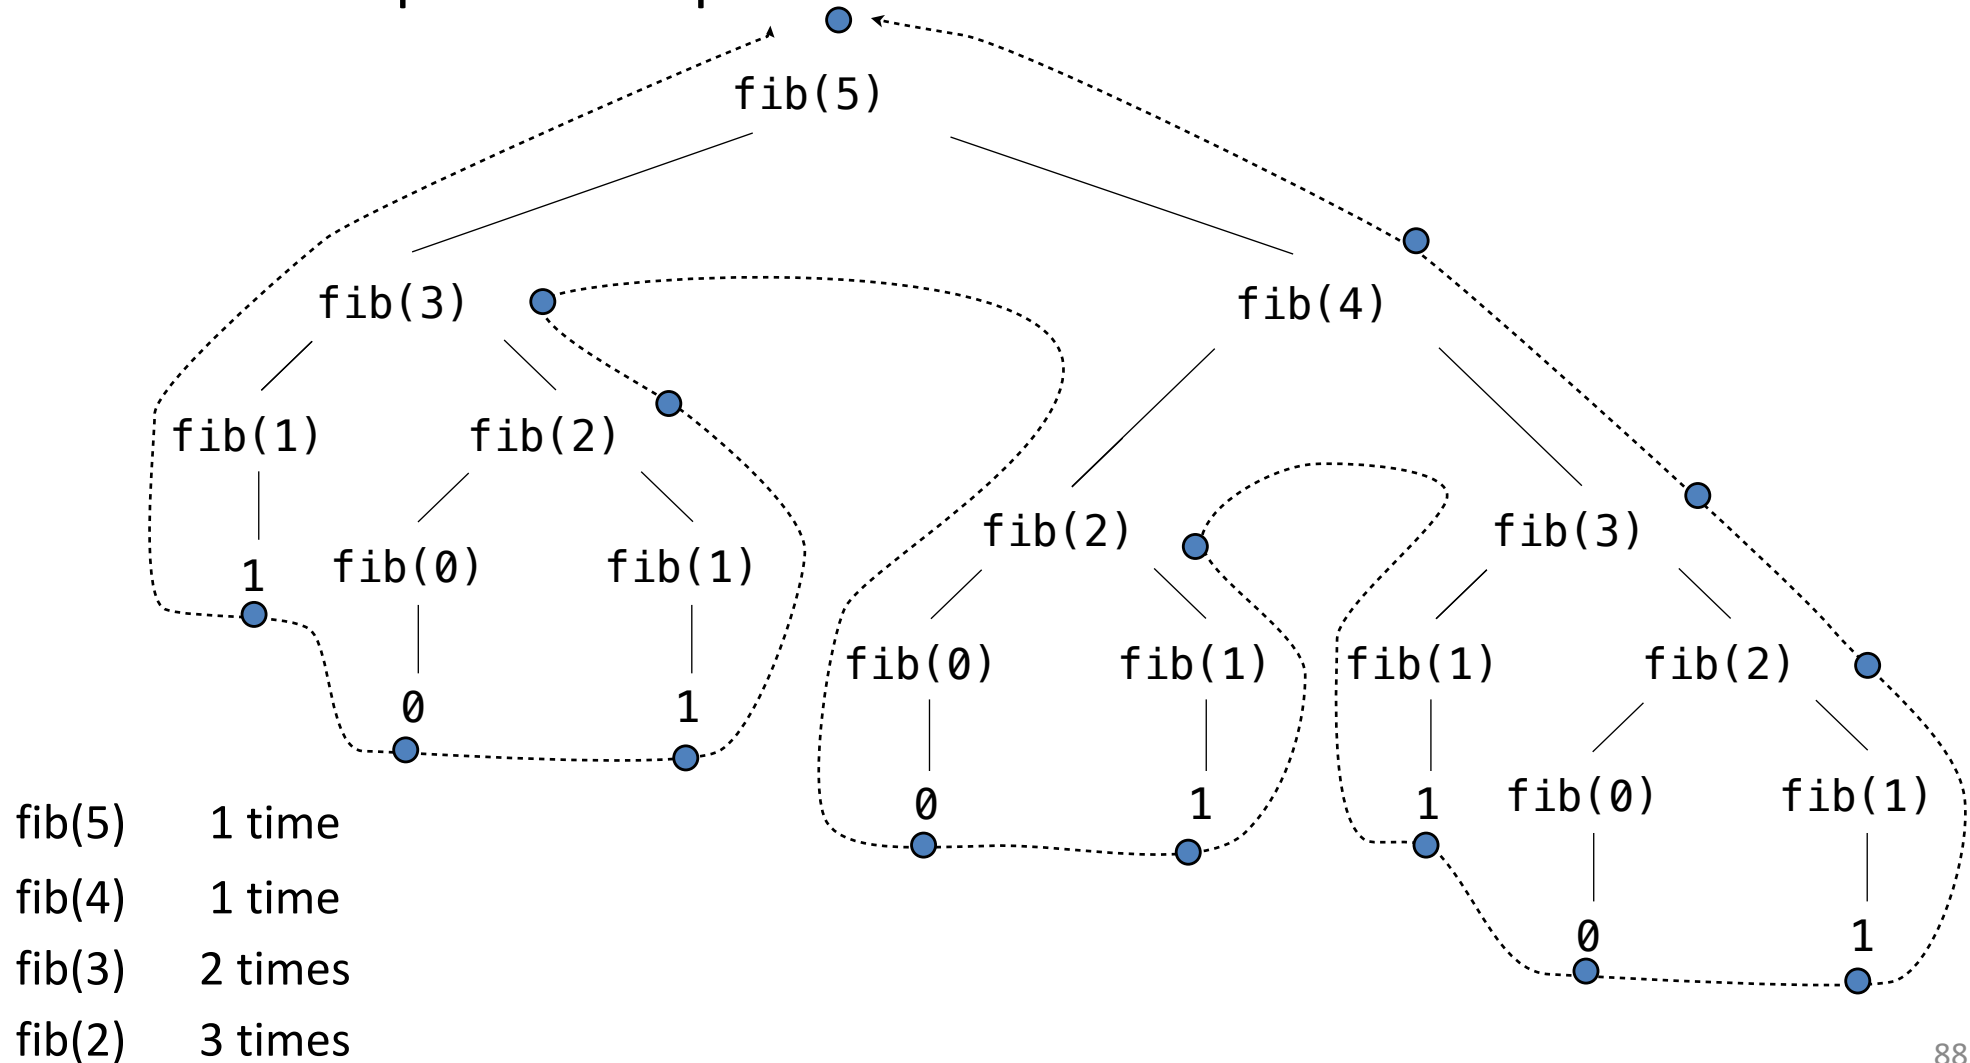 fib(5)
fib(3) fib(4)
fib(1) fib(2)
fib(2) fib(3)
1 fib(0) fib(1)
fib(0) fib(1) fib(1) fib(2)
0 1
0 1 1 fib(0) fib(1)
0 1
fib(5) 1 time
fib(4) 1 time
fib(3) 2 times
fib(2) 3 times
88